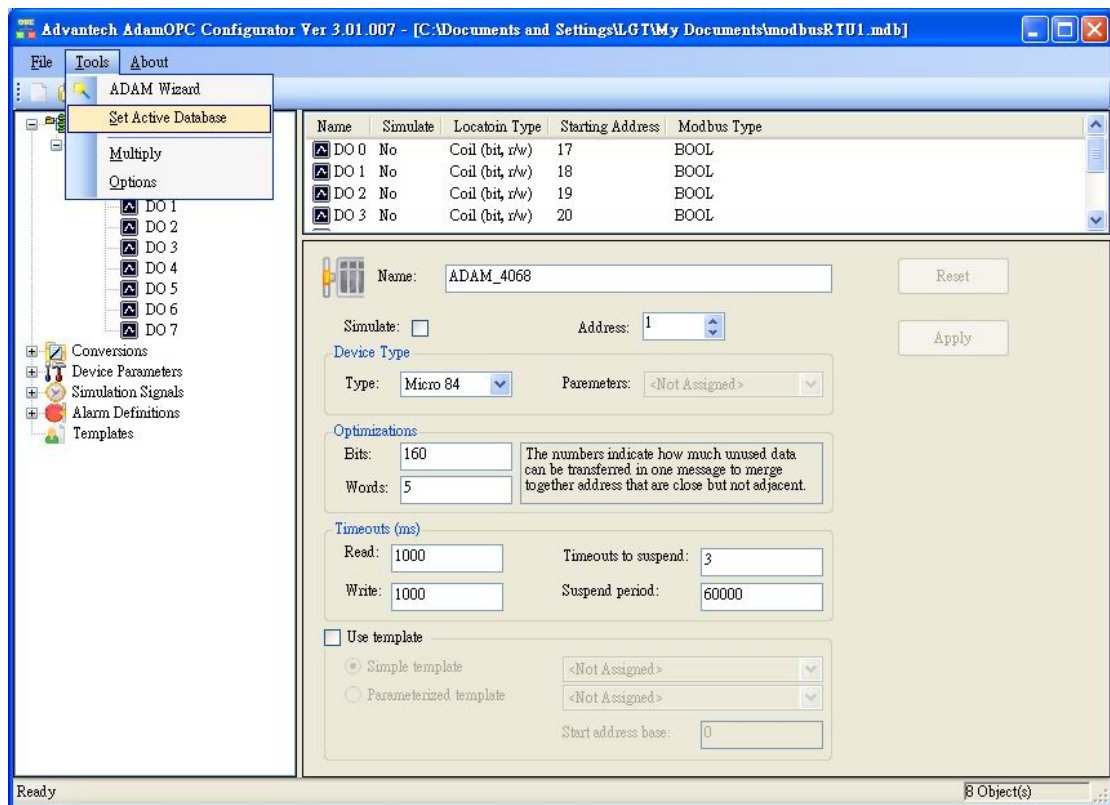 Advantech AdamOPC Configurator Ver 3.01.007 - [C:\Documents and Settings\LGT\My Documents\modbusRTU1.mdb]
File Tools About
ADAM Wizard
Set Active Database
Multiply
Options
DO 1
DO 2
DO 3
DO 4
DO 5
DO 6
DO 7
Conversions
Device Parameters
Simulation Signals
Alarm Definitions
Templates
Name Simulate Locatoin Type Starting Address Modbus Type
DO 0 No Coil (bit, r/w) 17 BOOL
DO 1 No Coil (bit, r/w) 18 BOOL
DO 2 No Coil (bit, r/w) 19 BOOL
DO 3 No Coil (bit, r/w) 20 BOOL
Name: ADAM_4068 Reset
Simulate: Address: 1 Apply
Device Type
Type: Micro 84 Paremeters: <Not Assigned>
Optimizations
Bits: 160
Words: 5
The numbers indicate how much unused data
can be transferred in one message to merge
together address that are close but not adjacent.
Timeouts (ms)
Read: 1000 Timeouts to suspend: 3
Write: 1000 Suspend period: 60000
Use template
Simple template <Not Assigned>
Parameterized template <Not Assigned>
Start address base: 0
Ready 8 Object(s)